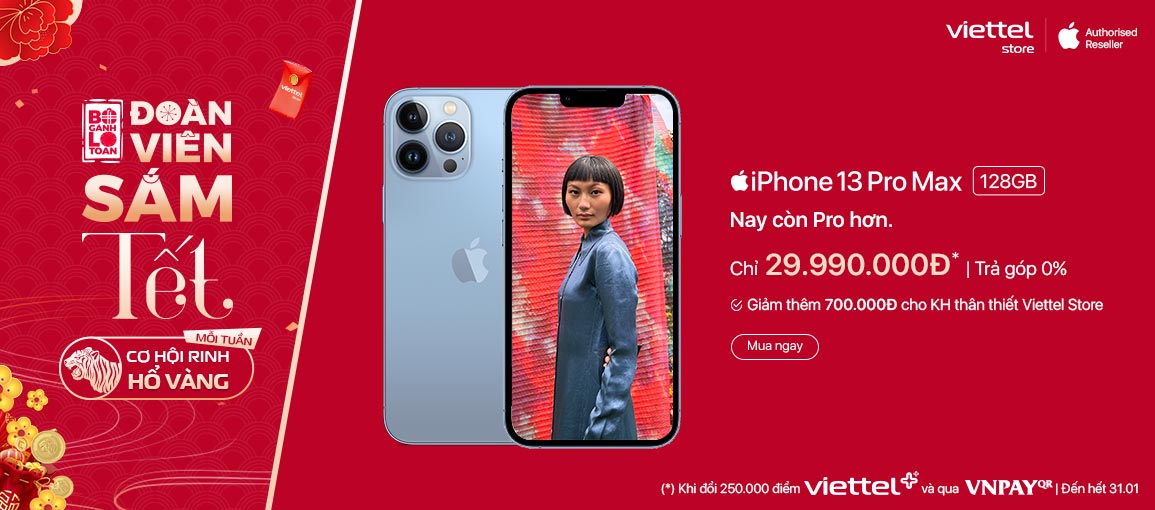 BỎ
GÁNH
LO
TOAN
ĐOÀN
VIÊN
SẮM
Tết
MỖI TUẦN
CƠ HỘI RINH
HỔ VÀNG
viettel
viettel
store
Authorised
Reseller
iPhone 13 Pro Max 128GB
Nay còn Pro hơn.
Chỉ 29.990.000Đ* | Trả góp 0%
Giảm thêm 700.000Đ cho KH thân thiết Viettel Store
Mua ngay
(*) Khi đổi 250.000 điểm viettel++ và qua VNPAYQR | Đến hết 31.01